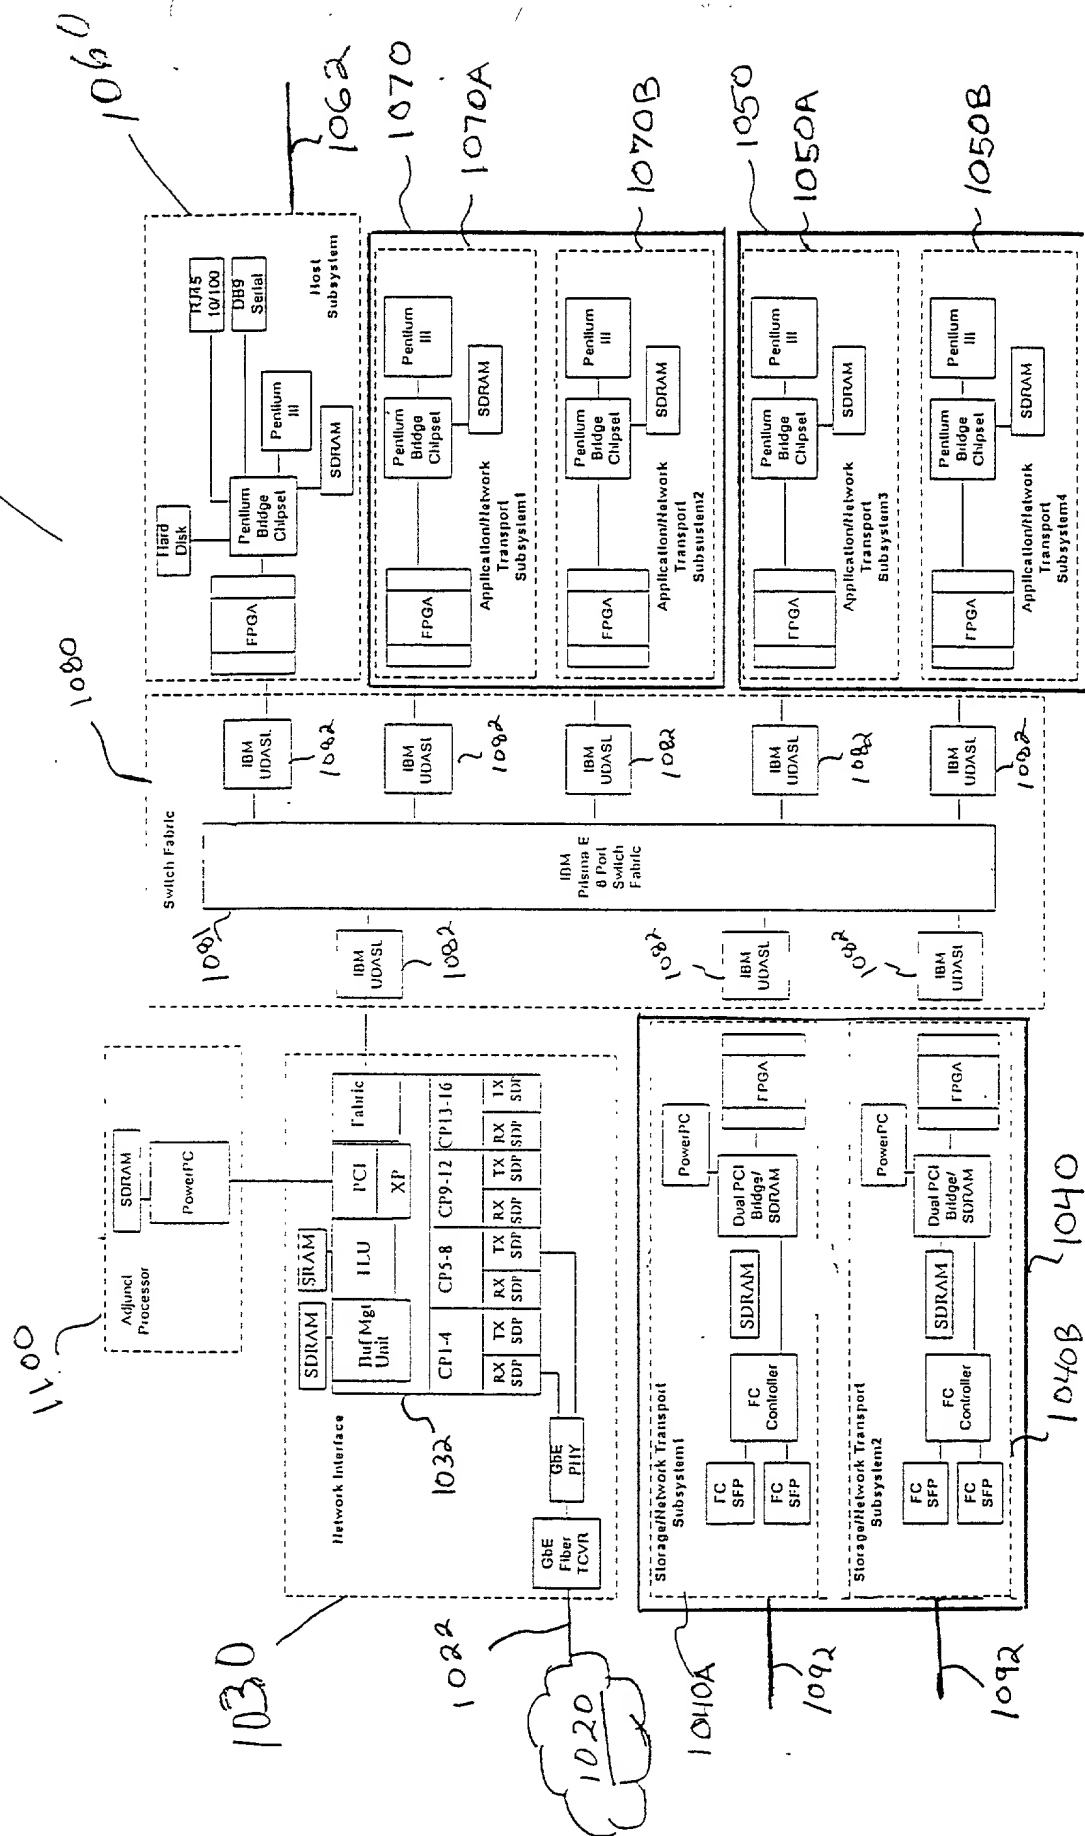 1100
Adjunct
Processor
SDRAM
PowerPC
1030
Network Interface
1032
SDRAM
SRAM
Buf Mgt
Unit
TLU
PCI
XP
Fabric
CP1-4
CP5-8
CP9-12
CP13-16
RX
SDP
TX
SDP
RX
SDP
TX
SDP
RX
SDP
TX
SDP
RX
SDP
TX
SDP
GbE
PHY
GbE
Fiber
TCVR
1022
1020
1040A
Storage/Network Transport
Subsystem1
FC
SFP
FC
SFP
FC
Controller
SDRAM
Dual PCI
Bridge/
SDRAM
PowerPC
FPGA
1092
Storage/Network Transport
Subsystem2
FC
SFP
FC
SFP
FC
Controller
SDRAM
Dual PCI
Bridge/
SDRAM
PowerPC
FPGA
1092
1040B
1040
1080
Switch Fabric
1081
IBM
Prisma E
8 Port
Switch
Fabric
IBM
UDASL
1082
IBM
UDASL
1082
IBM
UDASL
1082
IBM
UDASL
1082
IBM
UDASL
1082
IBM
UDASL
1082
IBM
UDASL
1082
IBM
UDASL
1082
1060
1062
Hard
Disk
RJ45
10/100
DB9
Serial
Host
Subsystem
FPGA
Pentium
Bridge
Chipset
Pentium
III
SDRAM
1070
1070A
FPGA
Pentium
Bridge
Chipset
Pentium
III
SDRAM
Application/Network
Transport
Subsystem1
1070B
FPGA
Pentium
Bridge
Chipset
Pentium
III
SDRAM
Application/Network
Transport
Subsustem2
1050
1050A
FPGA
Pentium
Bridge
Chipset
Pentium
III
SDRAM
Application/Network
Transport
Subsystem3
1050B
FPGA
Pentium
Bridge
Chipset
Pentium
III
SDRAM
Application/Network
Transport
Subsystem4